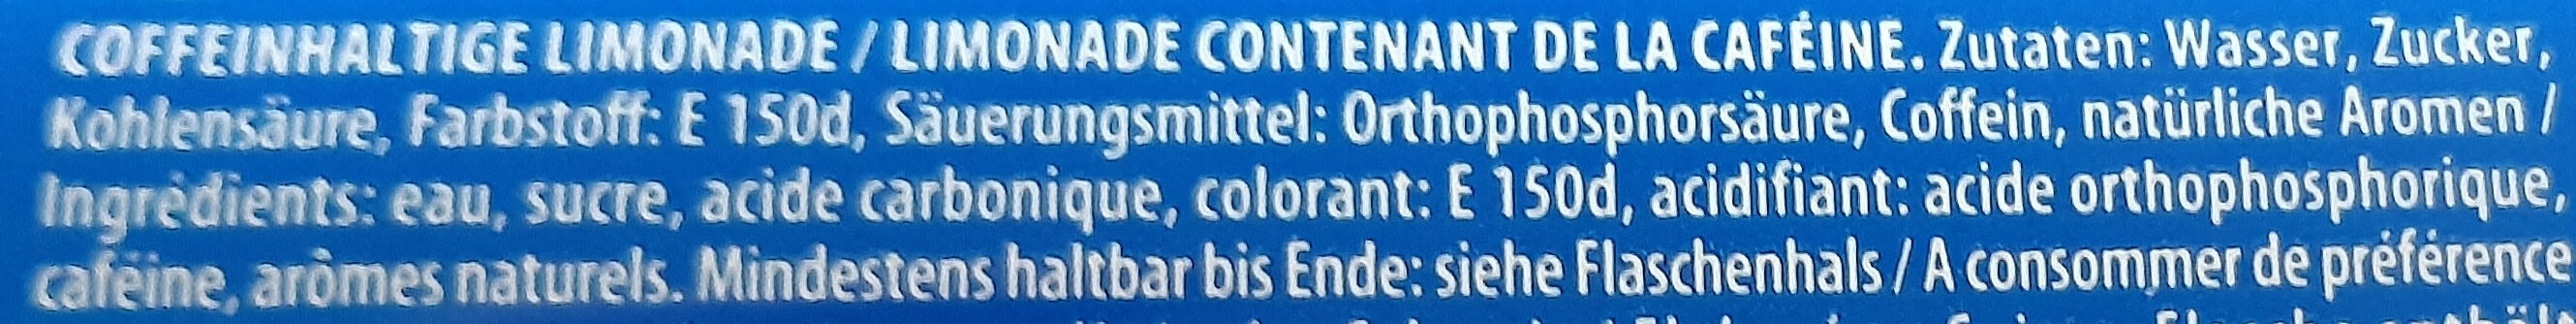 COFFEINHALTIGE LIMONADE / LIMONADE CONTENANT DE LA CAFÉINE. Zutaten: Wasser, Zucker,
Kohlensäure, Farbstoff: E 150d, Säuerungsmittel: Orthophosphorsäure, Coffein, natürliche Aromen /
Ingrédients: eau, sucre, acide carbonique, colorant: E 150d, acidifiant: acide orthophosphorique,
caféine, arômes naturels. Mindestens haltbar bis Ende: siehe Flaschenhals / A consommer de préférence